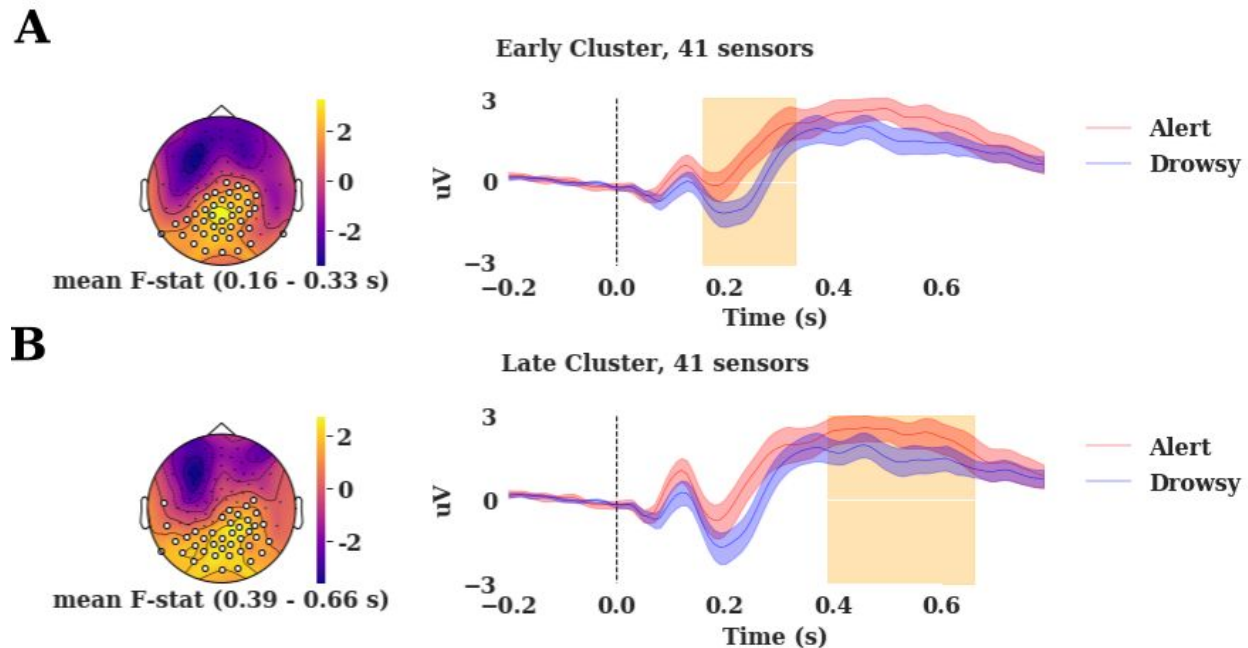 A
Early Cluster, 41 sensors
2
0
-2
mean F-stat (0.16 - 0.33 s)
3
0
−3
uV
−0.2 0.0 0.2 0.4 0.6
Time (s)
Alert
Drowsy
B
Late Cluster, 41 sensors
2
0
-2
mean F-stat (0.39 - 0.66 s)
3
0
−3
uV
−0.2 0.0 0.2 0.4 0.6
Time (s)
Alert
Drowsy